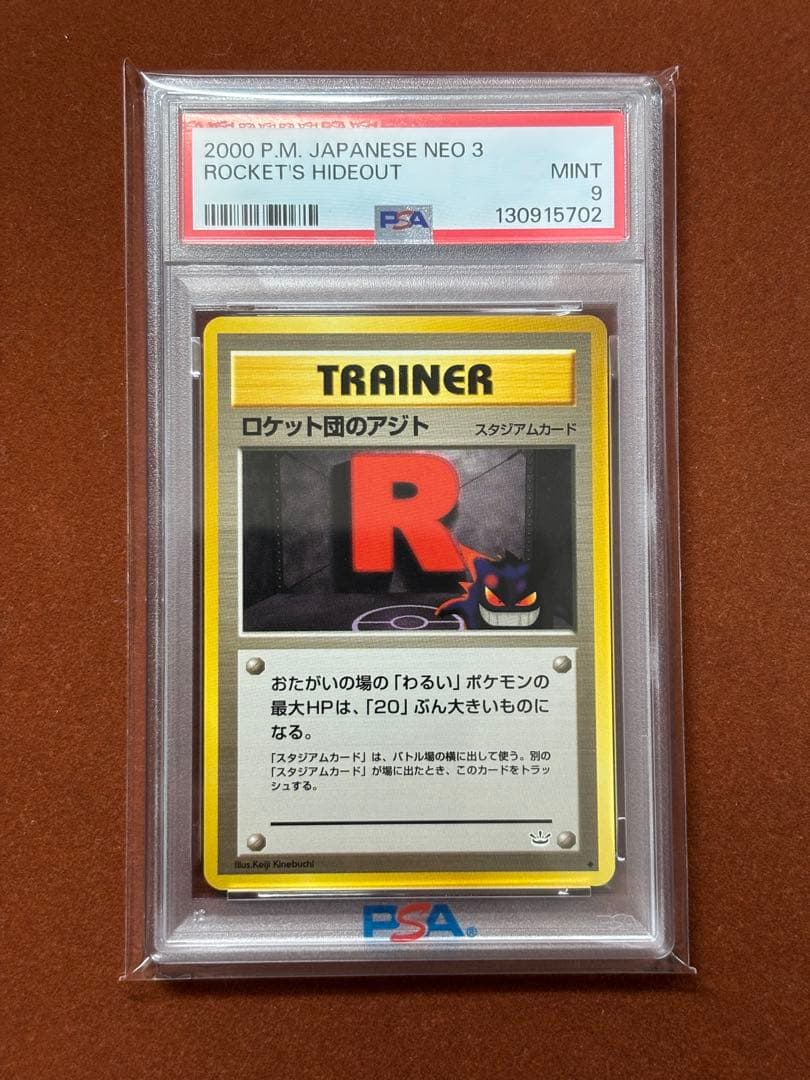 2000 P.M. JAPANESE NEO 3
ROCKET'S HIDEOUT
MINT
9
PSA
130915702
TRAINER
ロケット団のアジト
スタジアムカード
R
おたがいの場の「わるい」ポケモンの
最大HPは、「20」ぶん大きいものに
なる。
「スタジアムカード」は、バトル場の横に出して使う。別の
「スタジアムカード」が場に出たとき、このカードをトラッ
シュする。
Illus.Keiji Kinebuchi
PSA®